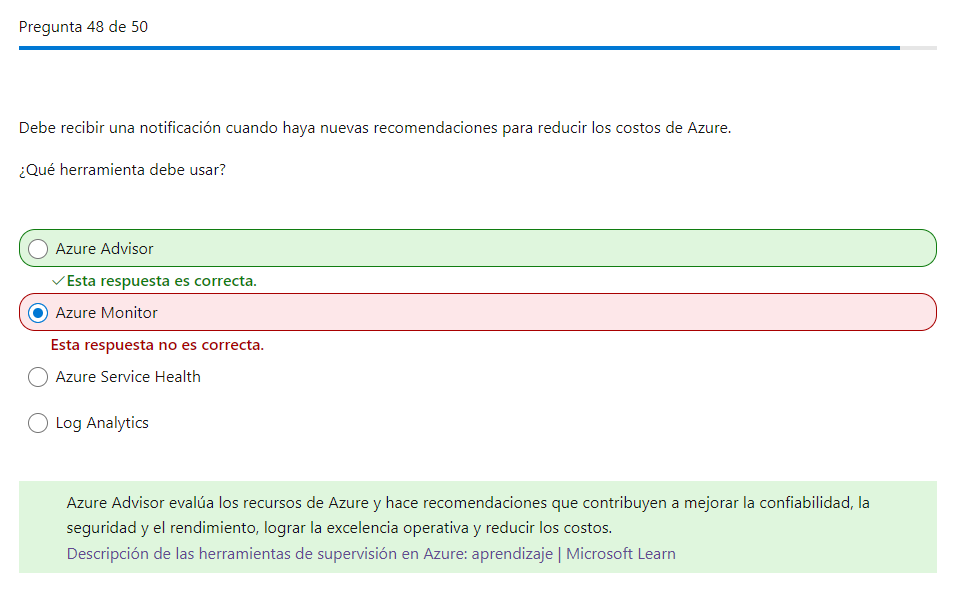 Pregunta 48 de 50
Debe recibir una notificación cuando haya nuevas recomendaciones para reducir los costos de Azure.
¿Qué herramienta debe usar?
Azure Advisor
✓Esta respuesta es correcta.
Azure Monitor
Esta respuesta no es correcta.
Azure Service Health
Log Analytics
Azure Advisor evalúa los recursos de Azure y hace recomendaciones que contribuyen a mejorar la confiabilidad, la
seguridad y el rendimiento, lograr la excelencia operativa y reducir los costos.
Descripción de las herramientas de supervisión en Azure: aprendizaje | Microsoft Learn